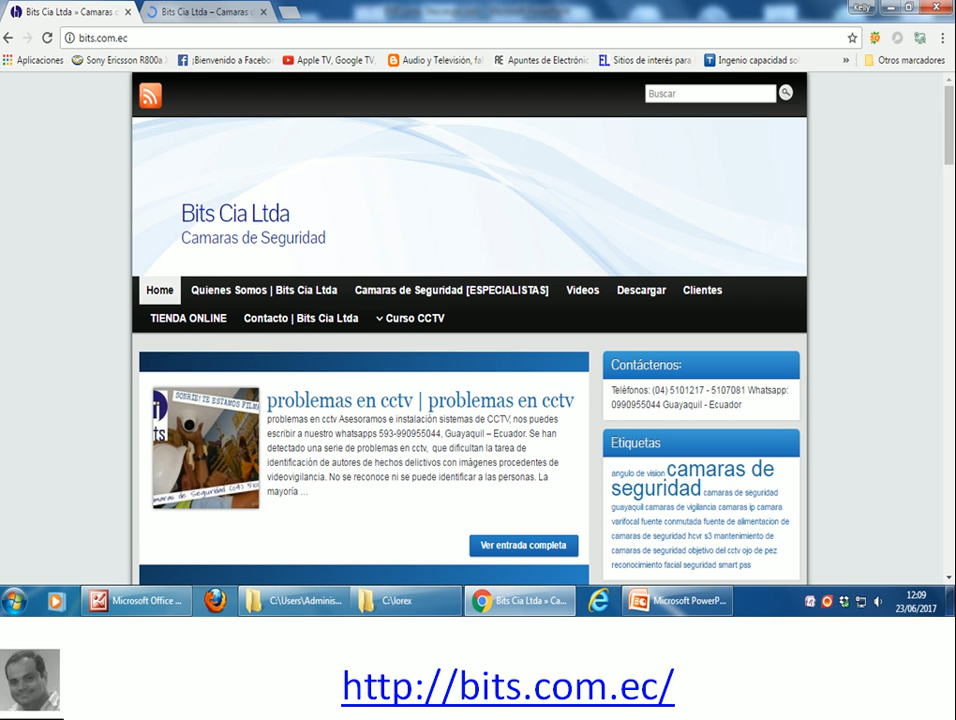 Bits Cia Ltda » Camaras d
Bits Cia Ltda – Camaras d
Kelly
bits.com.ec
Aplicaciones
Sony Ericsson R800a
¡Bienvenido a Facebo
Apple TV, Google TV,
Audio y Televisión, fal
Apuntes de Electrónic
Sitios de interés para
Ingenio capacidad sol
»
Otros marcadores
Buscar
Bits Cia Ltda
Camaras de Seguridad
Home
Quienes Somos | Bits Cia Ltda
Camaras de Seguridad [ESPECIALISTAS]
Videos
Descargar
Clientes
TIENDA ONLINE
Contacto | Bits Cia Ltda
Curso CCTV
problemas en cctv | problemas en cctv
problemas en cctv Asesoramos e instalación sistemas de CCTV, nos puedes
escribir a nuestro whatsapps 593-990955044, Guayaquil – Ecuador. Se han
detectado una serie de problemas en cctv, que dificultan la tarea de
identificación de autores de hechos delictivos con imágenes procedentes de
videovigilancia. No se reconoce ni se puede identificar a las personas. La
mayoría ...
Ver entrada completa
Contáctenos:
Teléfonos: (04) 5101217 - 5107081 Whatsapp:
0990955044 Guayaquil - Ecuador
Etiquetas
angulo de vision camaras de
seguridad camaras de seguridad
guayaquil camaras de vigilancia camaras ip camara
varifocal fuente conmutada fuente de alimentacion de
camaras de seguridad hcvr s3 mantenimiento de
camaras de seguridad objetivo del cctv ojo de pez
reconocimiento facial seguridad smart pss
Microsoft Office ...
C:\Users\Adminis...
C:\lorex
Bits Cia Ltda » Ca...
Microsoft PowerP...
12:09
23/06/2017
http://bits.com.ec/